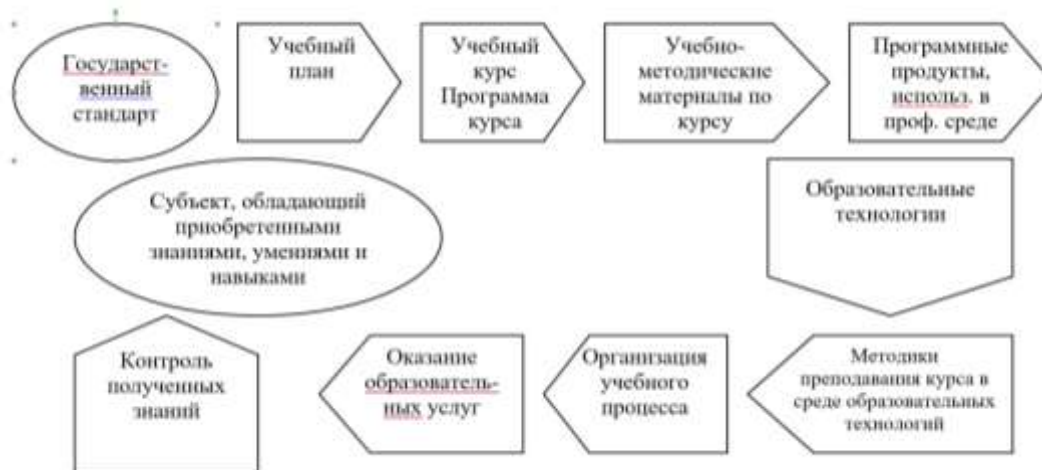 Государст-
венный
стандарт
Учебный
план
Учебный
курс
Программа
курса
Учебно-
методические
материалы по
курсу
Программные
продукты,
использ. в
проф. среде
Образовательные
технологии
Методики
преподавания курса в
среде образовательных
технологий
Организация
учебного
процесса
Оказание
образователь-
ных услуг
Контроль
полученных
знаний
Субъект, обладающий
приобретенными
знаниями, умениями и
навыками